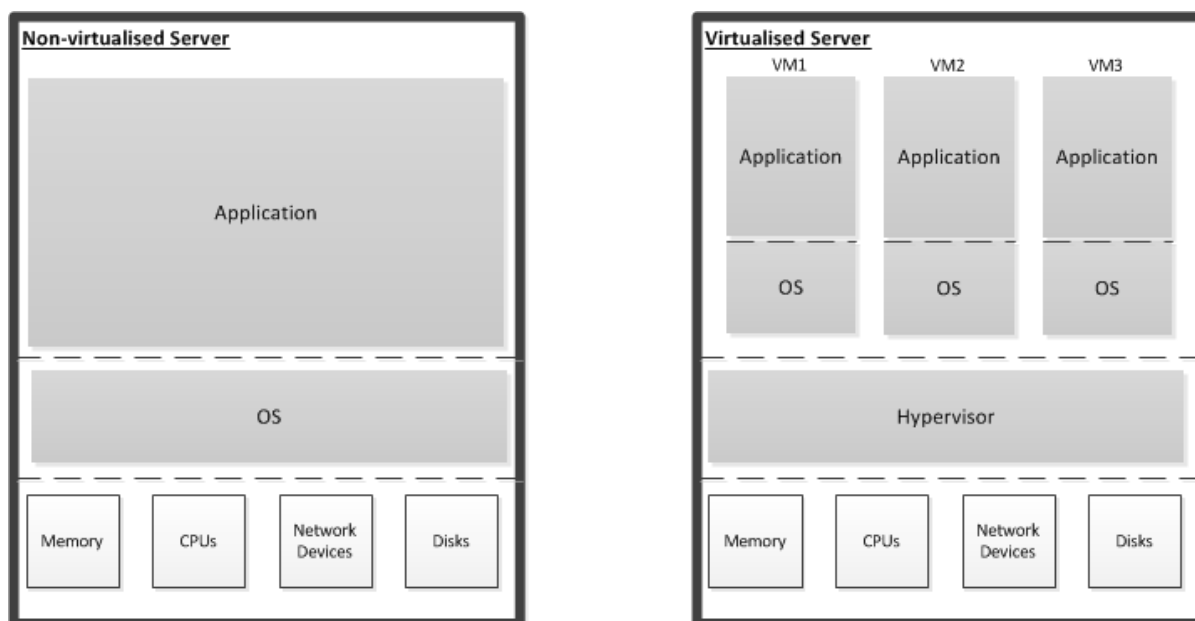 Non-virtualised Server
Application
OS
Memory
CPUs
Network
Devices
Disks
Virtualised Server
VM1 VM2 VM3
Application Application Application
OS OS OS
Hypervisor
Memory
CPUs
Network
Devices
Disks